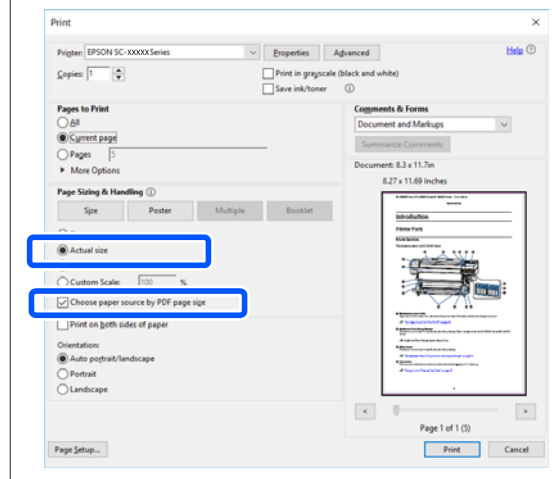 Print
Printer: EPSON SC-XXXXX Series Properties Advanced Help
Copies: 1 Print in grayscale (black and white)
Save ink/toner
Pages to Print
All
Current page
Pages 5
More Options
Comments & Forms
Document and Markups
Summarize Comments
Page Sizing & Handling
Size Poster Multiple Booklet
Actual size
Custom Scale: 100 %
Choose paper source by PDF page size
Print on both sides of paper
Orientation:
Auto portrait/landscape
Portrait
Landscape
Document: 8.3 x 11.7in
8.27 x 11.69 Inches
Introduction
Printer Parts
Front Section
< >
Page 1 of 1 (5)
Page Setup... Print Cancel